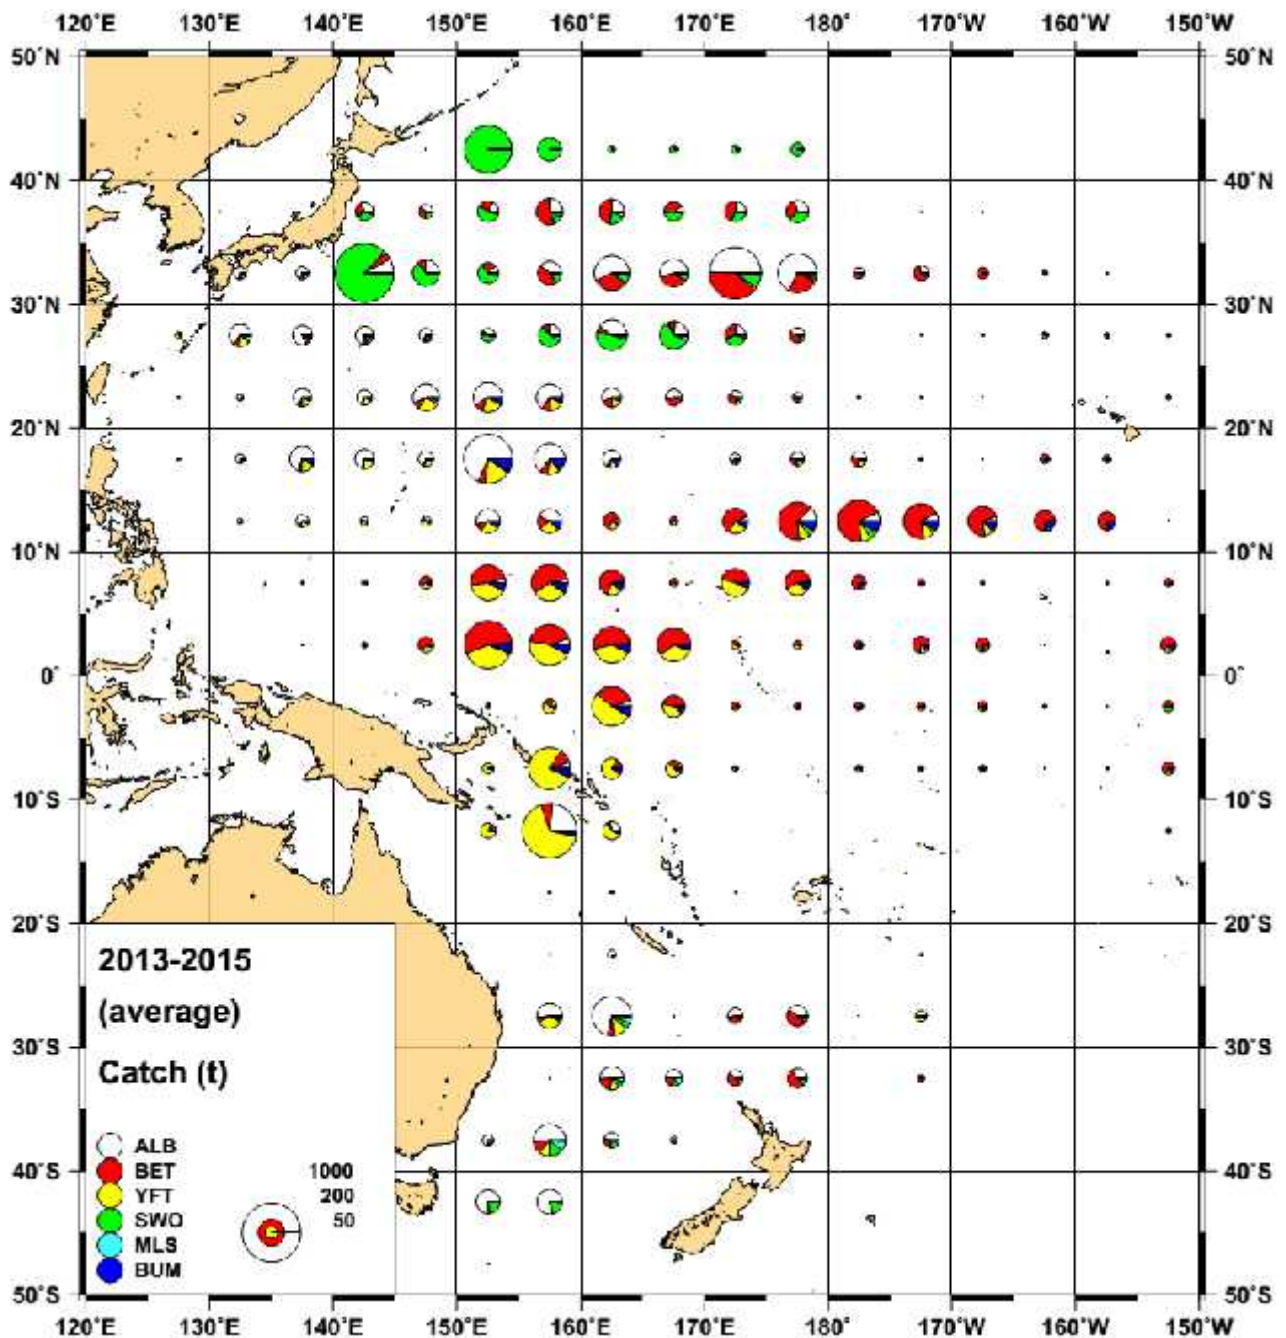 120˚E 130˚E 140˚E 150˚E 160˚E 170˚E 180˚ 170˚W 160˚W 150˚W
50˚N 50˚N
40˚N 40˚N
30˚N 30˚N
20˚N 20˚N
10˚N 10˚N
0˚ 0˚
10˚S 10˚S
20˚S 20˚S
2013-2015
(average)
30˚S 30˚S
Catch (t)
ALB
BET 1000
40˚S 40˚S
YFT 200
SWO 50
MLS
BUM
50˚S 50˚S
120˚E 130˚E 140˚E 150˚E 160˚E 170˚E 180˚ 170˚W 160˚W 150˚W